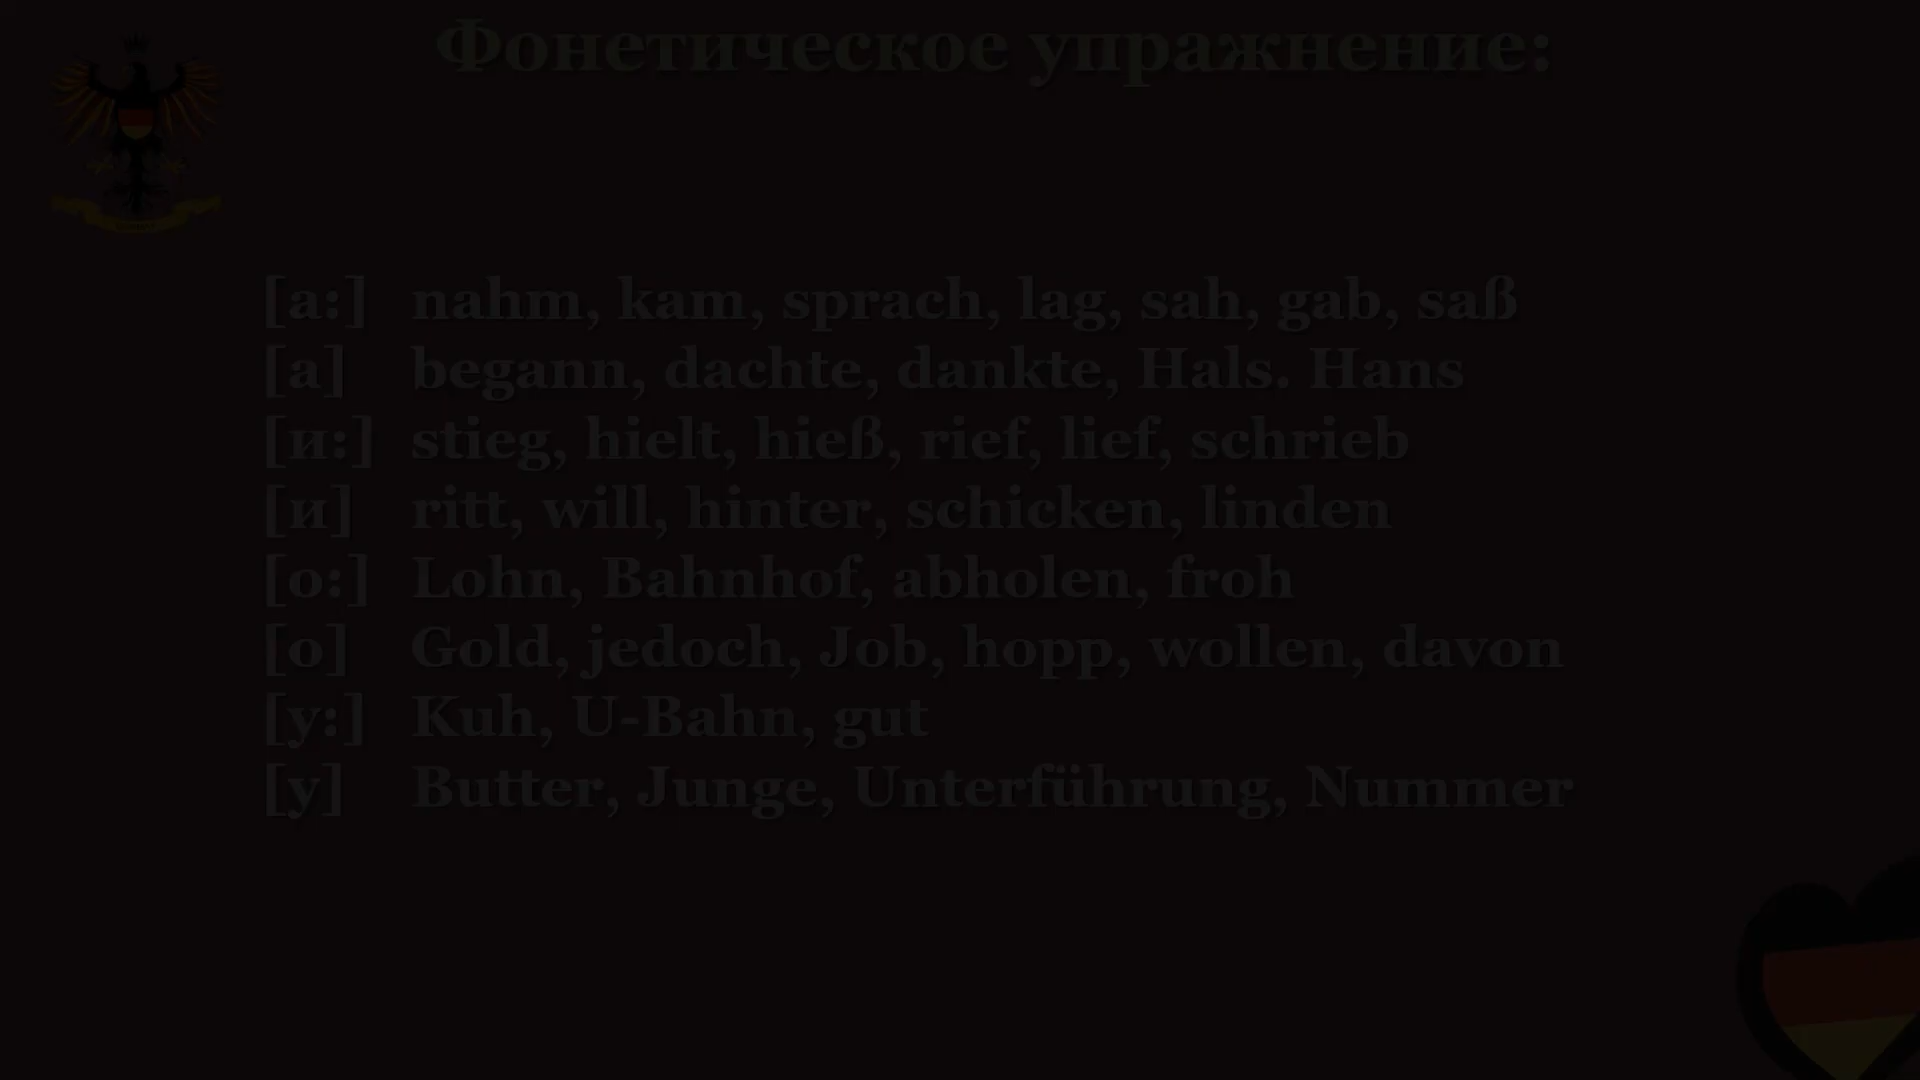 Фонетическое упражнение:
[а:] nahm, kam, sprach, lag, sah, gab, saß
[а] begann, dachte, dankte, Hals. Hans
[и:] stieg, hielt, hieß, rief, lief, schrieb
[и] ritt, will, hinter, schicken, linden
[о:] Lohn, Bahnhof, abholen, froh
[о] Gold, jedoch, Job, hopp, wollen, davon
[у:] Kuh, U-Bahn, gut
[у] Butter, Junge, Unterführung, Nummer